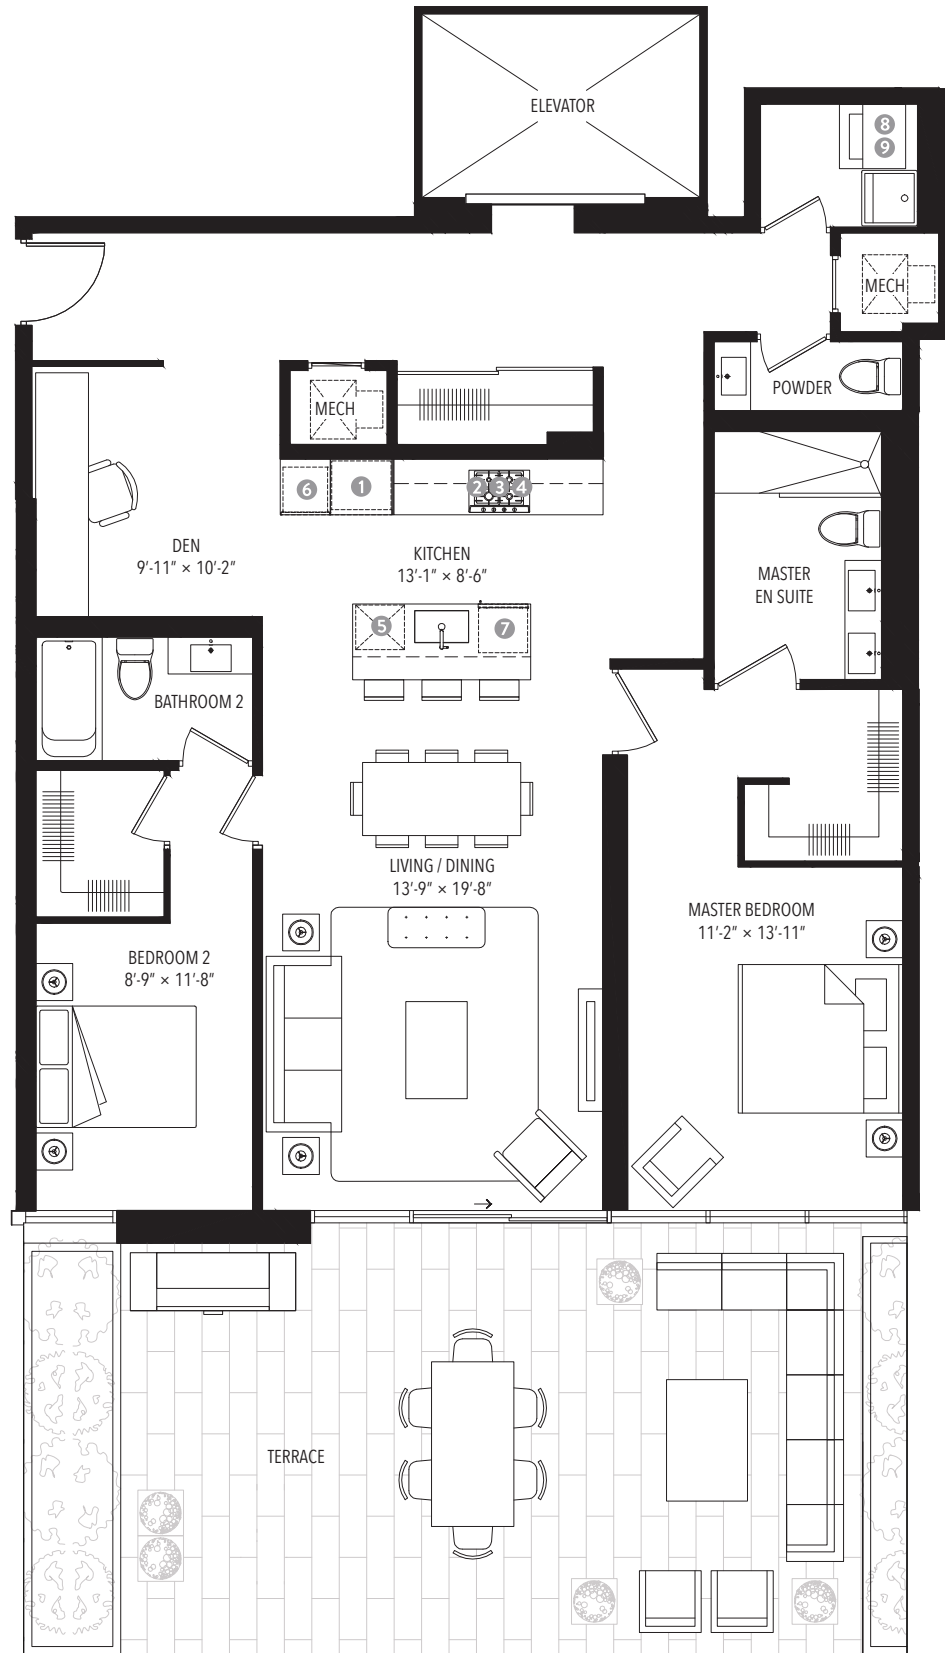 ELEVATOR
8
9
MECH
MECH
POWDER
6
1
2
3
4
DEN
9'-11" × 10'-2"
KITCHEN
13'-1" × 8'-6"
MASTER
EN SUITE
5
7
BATHROOM 2
LIVING / DINING
13'-9" × 19'-8"
MASTER BEDROOM
11'-2" × 13'-11"
BEDROOM 2
8'-9" × 11'-8"
TERRACE